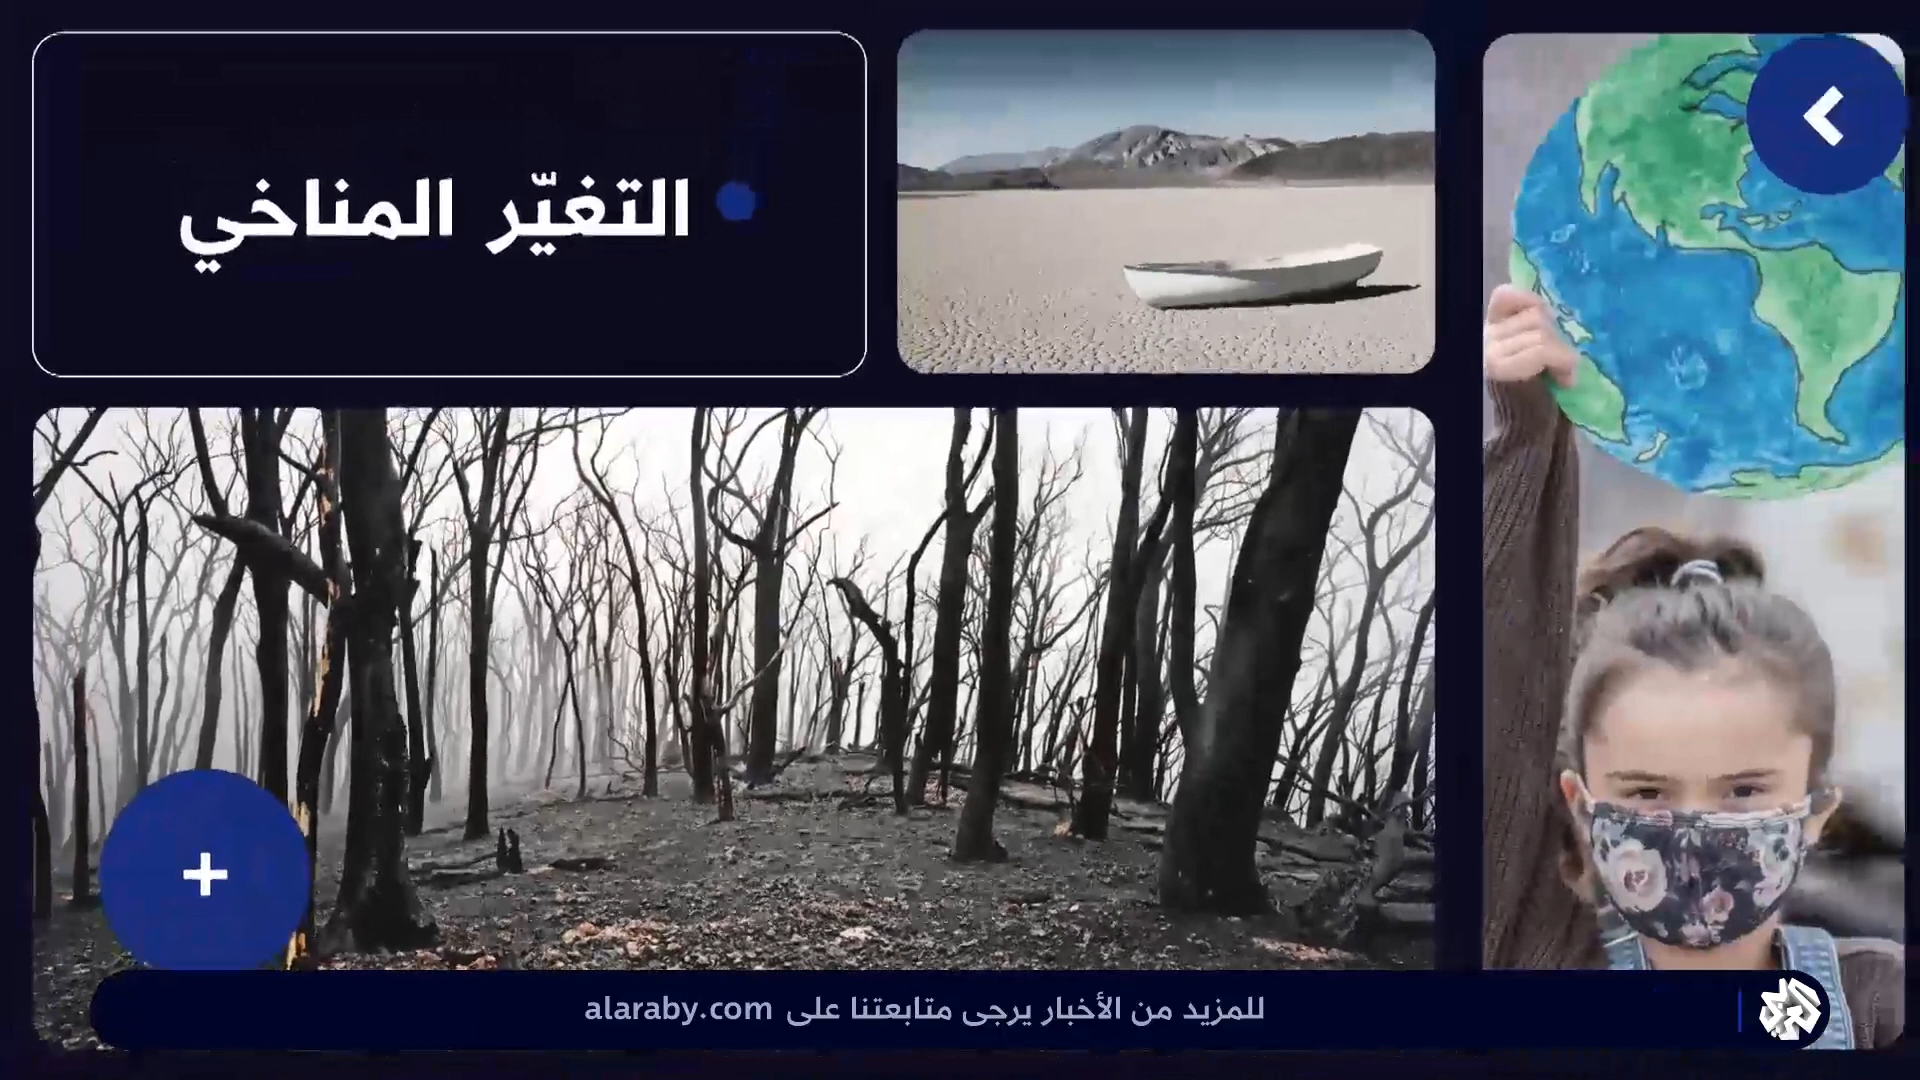 التغيّر المناخي
للمزيد من الأخبار يرجى متابعتنا على alaraby.com